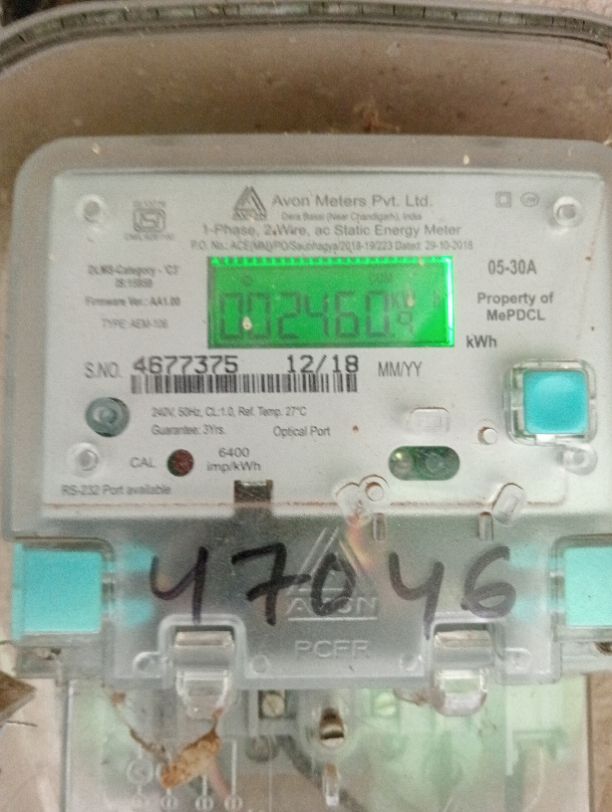 Avon Meters Pvt. Ltd.
Dera Bassi (Near Chandigarh), India
1-Phase, 2-Wire, ac Static Energy Meter
P.O. No.: ACE(MM)/PO/Saubhagya/2018-19/223 Dated: 29-10-2018
DLMS-Category - 'C3'
IS:15959
Firmware Ver.: AA1.00
TYPE: AEM-106
05-30A
Property of
MePDCL
kWh
S.NO. 4677375 12/18 MM/YY
240V, 50Hz, CL:1.0, Ref. Temp. 27°C
Guarantee: 3Yrs. Optical Port
CAL 6400
imp/kWh
RS-232 Port available
47046
AVON